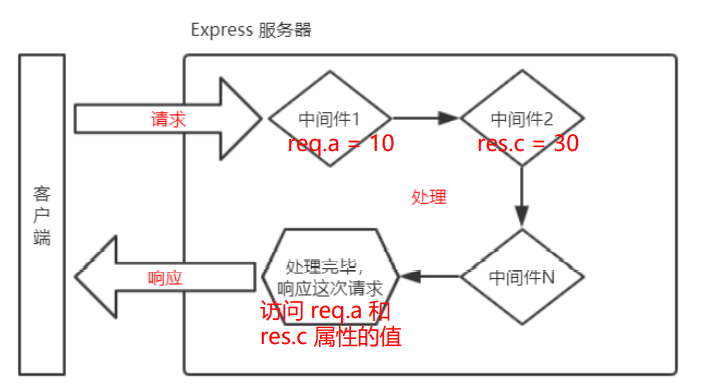 Express 服务器
客户端
请求
中间件1
req.a = 10
中间件2
res.c = 30
处理
中间件N
处理完毕，
响应这次请求
访问 req.a 和
res.c 属性的值
响应